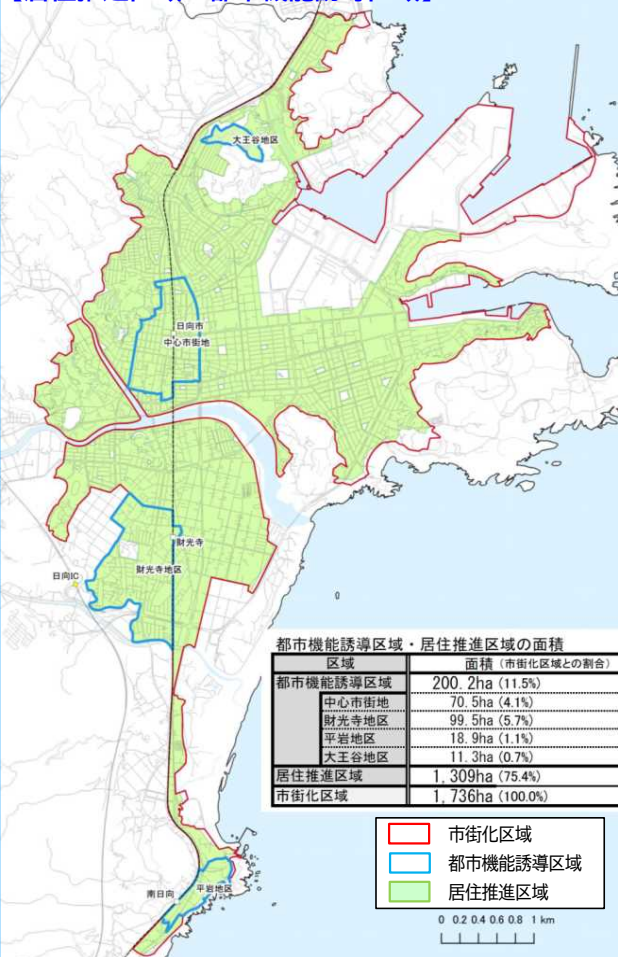 大王谷地区
日向市
中心市街地
財光寺
財光寺地区
日向IC
都市機能誘導区域・居住推進区域の面積
区域 面積 (市街化区域との割合)
都市機能誘導区域 200.2ha (11.5%)
中心市街地 70.5ha (4.1%)
財光寺地区 99.5ha (5.7%)
平岩地区 18.9ha (1.1%)
大王谷地区 11.3ha (0.7%)
居住推進区域 1,309ha (75.4%)
市街化区域 1,736ha (100.0%)
市街化区域
都市機能誘導区域
居住推進区域
南日向
平岩地区
0 0.2 0.4 0.6 0.8 1 km